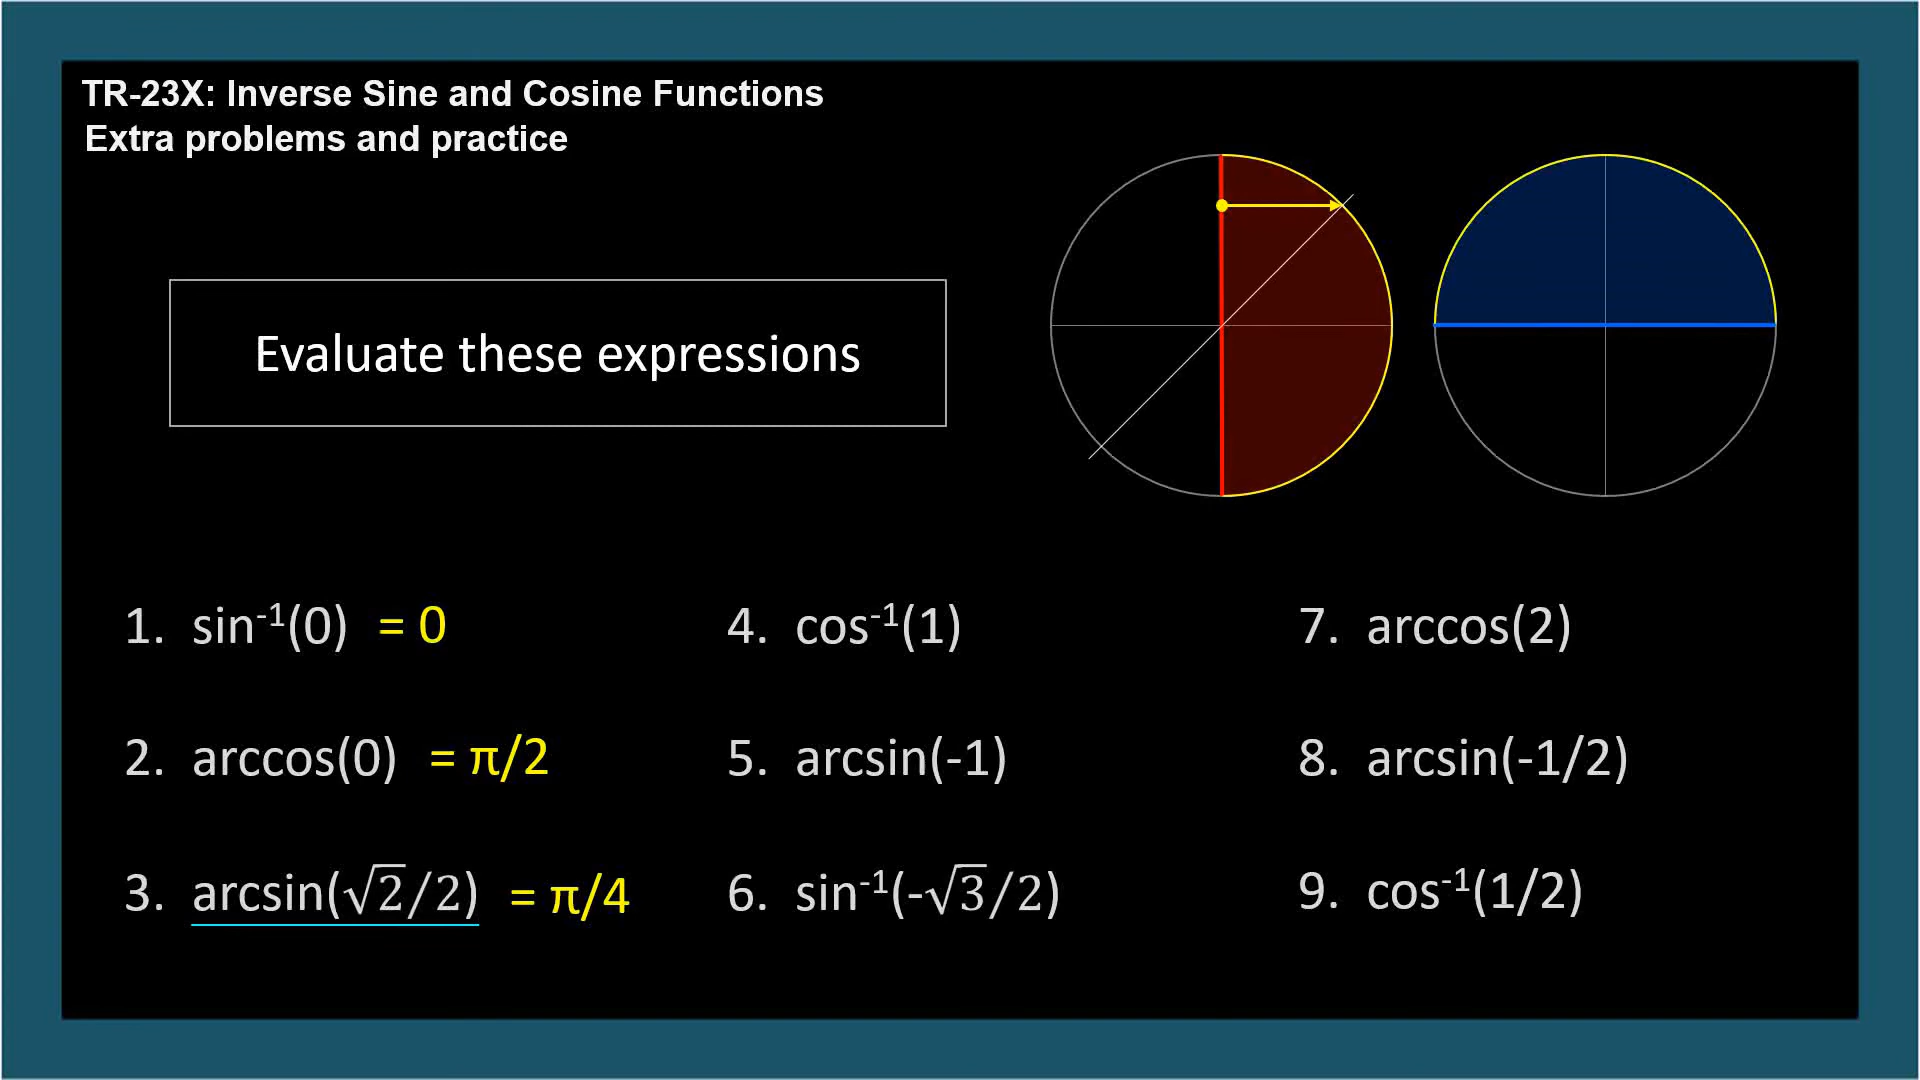 TR-23X: Inverse Sine and Cosine Functions
Extra problems and practice
Evaluate these expressions
1. sin⁻¹(0) = 0
2. arccos(0) = π/2
3. arcsin(√2/2) = π/4
4. cos⁻¹(1)
5. arcsin(-1)
6. sin⁻¹(-√3/2)
7. arccos(2)
8. arcsin(-1/2)
9. cos⁻¹(1/2)